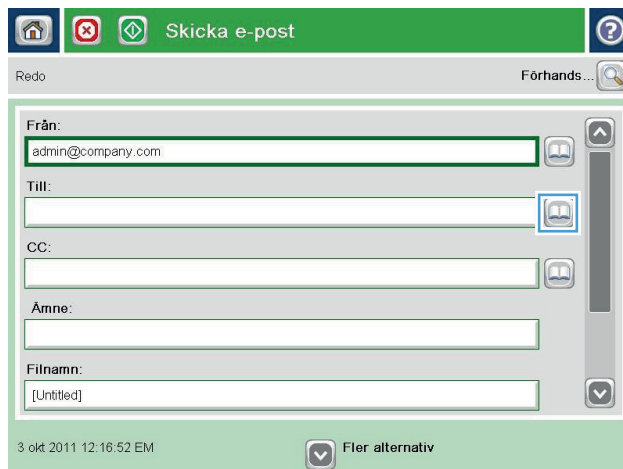 Skicka e-post
?
Redo
Förhands...
Från:
admin@company.com
Till:
CC:
Ämne:
Filnamn:
[Untitled]
3 okt 2011 12:16:52 EM
Fler alternativ